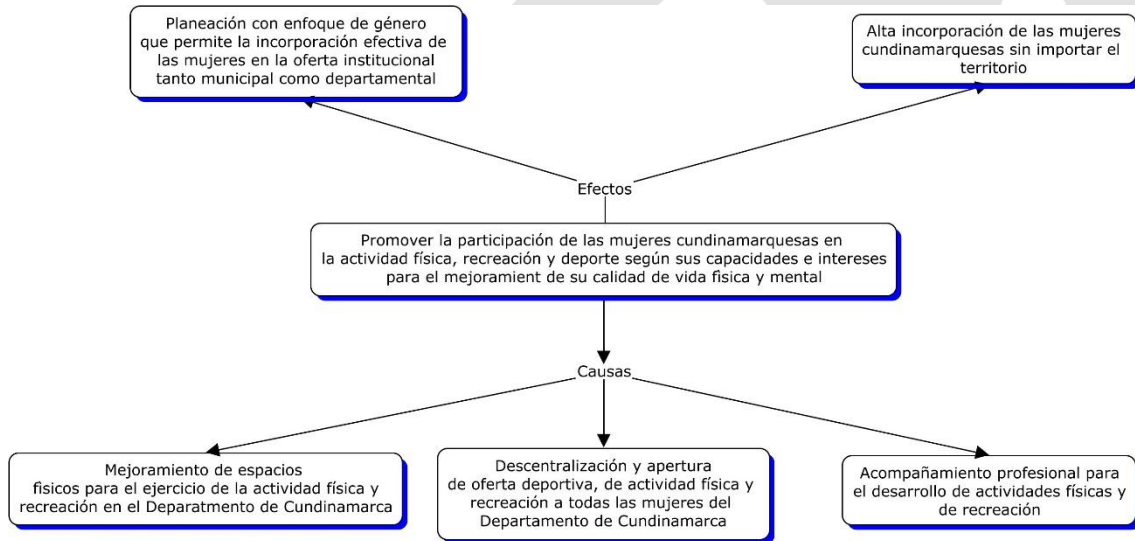 Planeación con enfoque de género
que permite la incorporación efectiva de
las mujeres en la oferta institucional
tanto municipal como departamental
Alta incorporación de las mujeres
cundinamarquesas sin importar el
territorio
Efectos
Promover la participación de las mujeres cundinamarquesas en
la actividad física, recreación y deporte según sus capacidades e intereses
para el mejoramient de su calidad de vida física y mental
Causas
Mejoramiento de espacios
fisicos para el ejercicio de la actividad física y
recreación en el Deparatmento de Cundinamarca
Descentralización y apertura
de oferta deportiva, de actividad física y
recreación a todas las mujeres del
Departamento de Cundinamarca
Acompañamiento profesional para
el desarrollo de actividades físicas y
de recreación